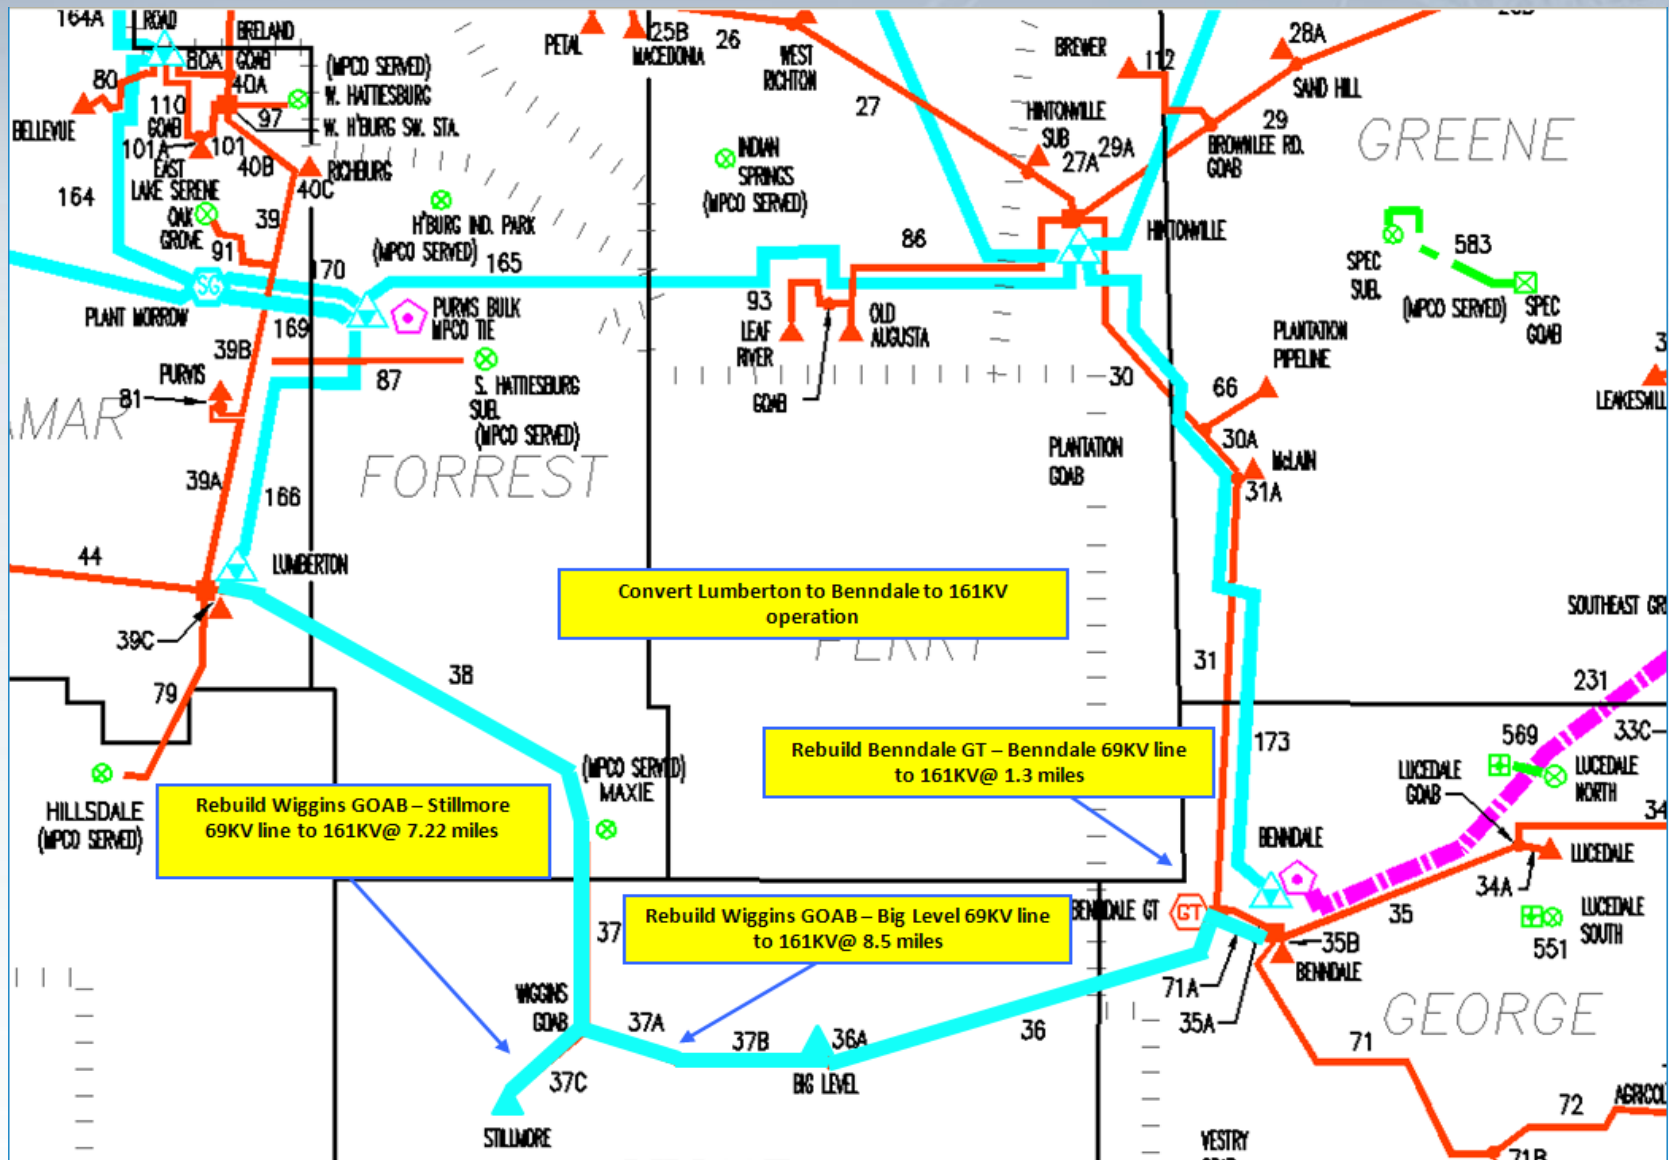 164A
ROAD
BRELAND
GOAB
80A
80
40A
110
GOAB
97
(MPCO SERVED)
W. HATTIESBURG
W. H'BURG SW. STA.
BELLEVUE
101A
101
EAST
LAKE SERENE
40B
RICHBURG
40C
164
OAK
GROVE
39
91
170
H'BURG IND. PARK
(MPCO SERVED)
165
SG
PLANT MORROW
169
PURVIS BULK
MPCO TIE
39B
87
PURVIS
81
S. HATTIESBURG
SUEL
(MPCO SERVED)
FORREST
39A
166
44
LUMBERTON
39C
79
HILLSDALE
(MPCO SERVED)
38
PETAL
25B
MACEDONIA
26
WEST
RICHTON
27
INDIAN
SPRINGS
(MPCO SERVED)
BREWER
112
28A
SAND HILL
29
HINTONVILLE
SUB
27A
29A
BROWNLEE RD.
GOAB
GREENE
HINTONVILLE
86
93
LEAF
RIVER
OLD
AUGUSTA
GOAB
SPEC
SUEL
583
(MPCO SERVED)
SPEC
GOAB
PLANTATION
PIPELINE
30
66
30A
PLANTATION
GOAB
McLAIN
31A
Convert Lumberton to Benndale to 161KV
operation
PERRY
31
231
33C
173
569
LUCEDALE
GOAB
LUCEDALE
NORTH
34
Rebuild Benndale GT – Benndale 69KV line
to 161KV@ 1.3 miles
(MPCO SERVED)
MAXIE
Rebuild Wiggins GOAB – Stillmore
69KV line to 161KV@ 7.22 miles
BENNDALE
LUCEDALE
34A
35
37
Rebuild Wiggins GOAB – Big Level 69KV line
to 161KV@ 8.5 miles
BENNDALE GT
GT
35B
BENNDALE
LUCEDALE
SOUTH
551
71A
35A
GEORGE
WIGGINS
GOAB
37A
37B
36A
36
BIG LEVEL
37C
STILLMORE
71
72
71B
VESTRY